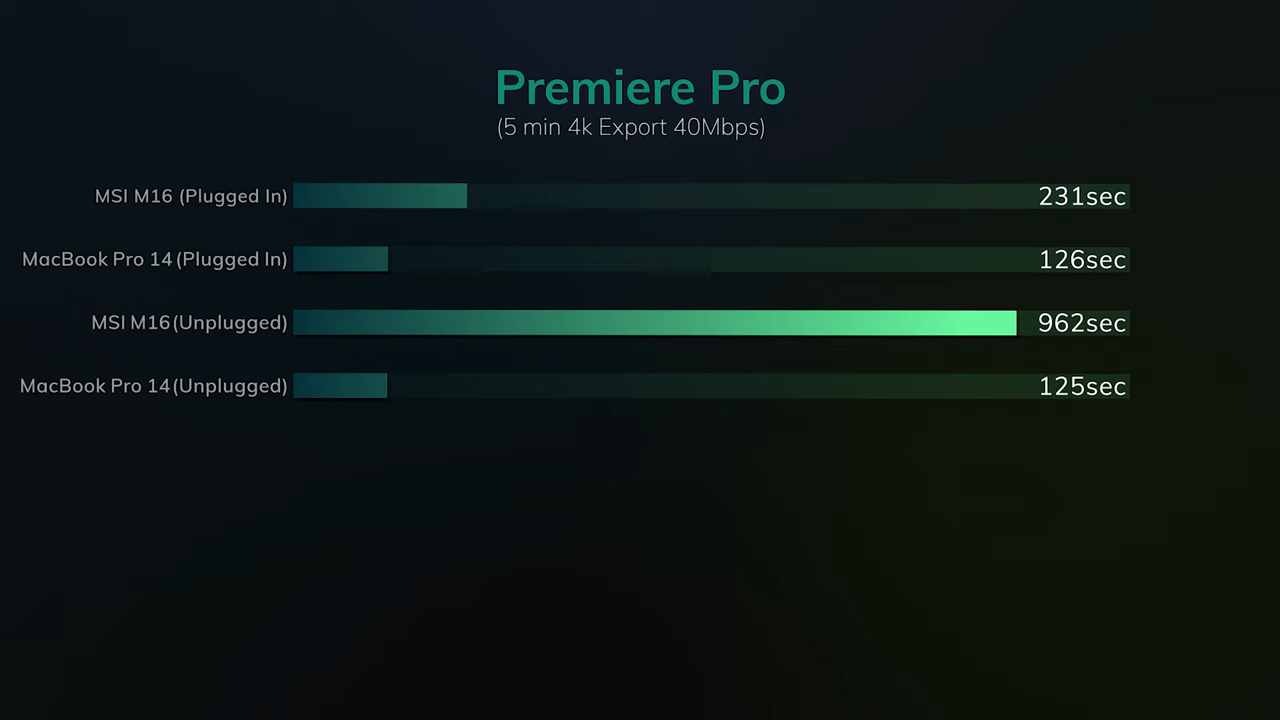 Premiere Pro
(5 min 4k Export 40Mbps)
MSI M16 (Plugged In) 231sec
MacBook Pro 14 (Plugged In) 126sec
MSI M16 (Unplugged) 962sec
MacBook Pro 14 (Unplugged) 125sec